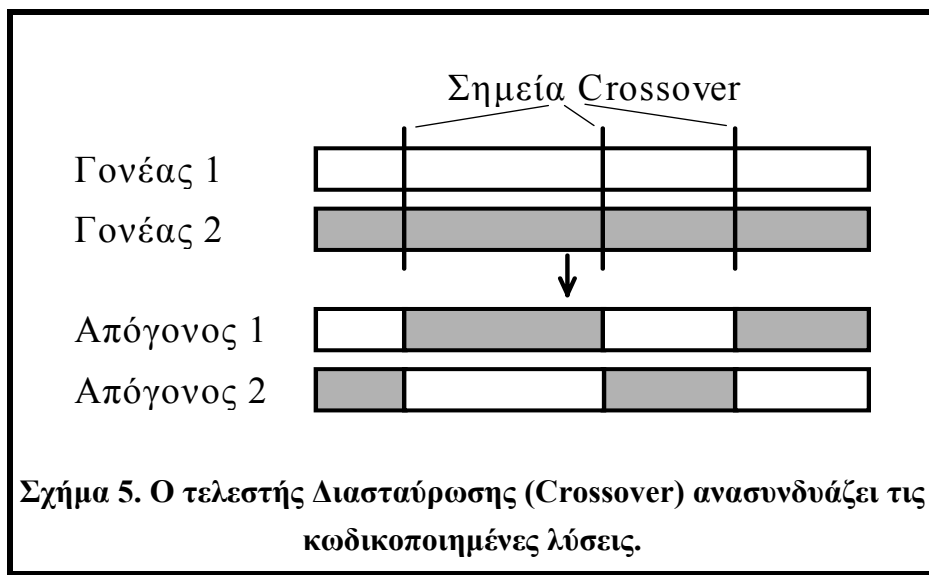 Σημεία Crossover
Γονέας 1
Γονέας 2
Απόγονος 1
Απόγονος 2
Σχήμα 5. Ο τελεστής Διασταύρωσης (Crossover) ανασυνδυάζει τις
κωδικοποιημένες λύσεις.